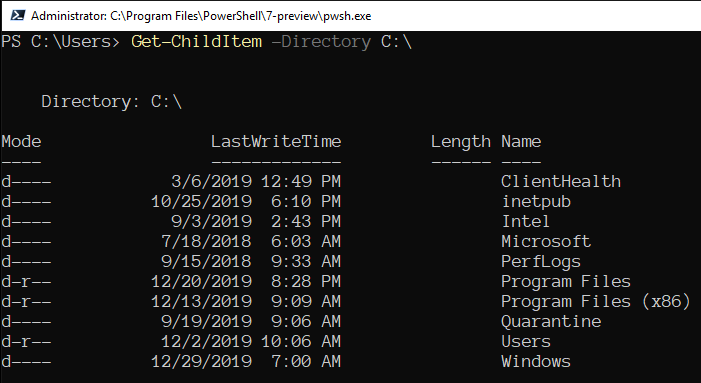 Administrator: C:\Program Files\PowerShell\7-preview\pwsh.exe
PS C:\Users> Get-ChildItem -Directory C:\
    Directory: C:\
Mode                 LastWriteTime         Length Name
----                 -------------         ------ ----
d----            3/6/2019 12:49 PM                ClientHealth
d----          10/25/2019  6:10 PM                inetpub
d----            9/3/2019  2:43 PM                Intel
d----           7/18/2018  6:03 AM                Microsoft
d----           9/15/2018  9:33 AM                PerfLogs
d-r--          12/20/2019  8:28 PM                Program Files
d-r--          12/13/2019  9:09 AM                Program Files (x86)
d----           9/19/2019  9:06 AM                Quarantine
d-r--           12/2/2019 10:06 AM                Users
d----          12/29/2019  7:00 AM                Windows